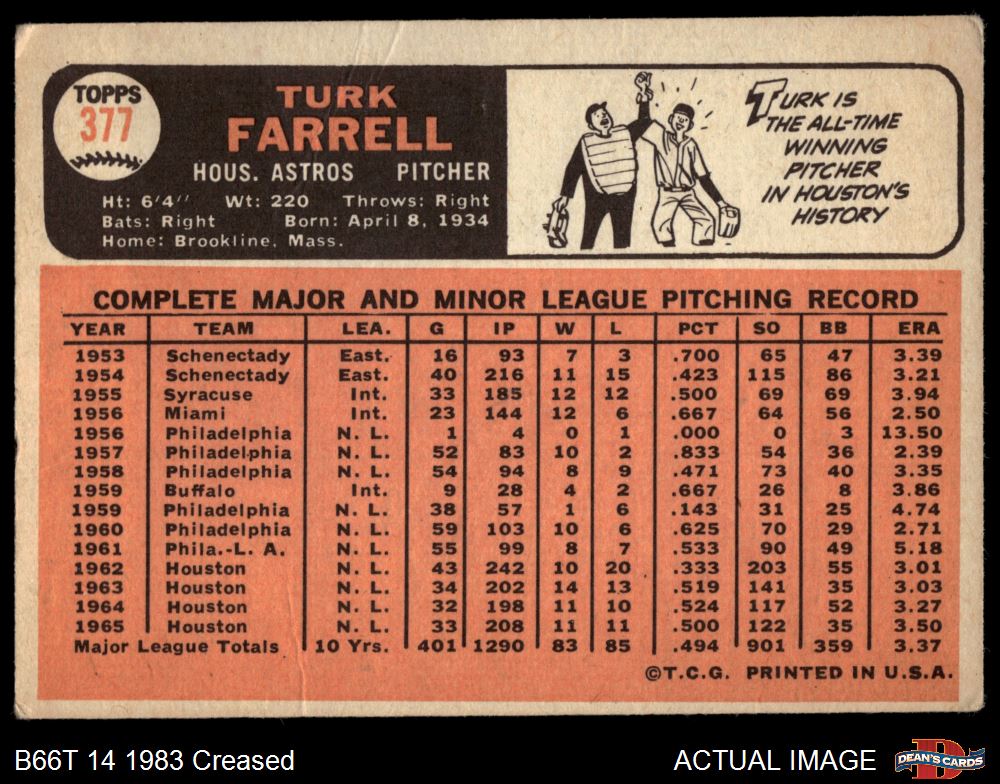 TOPPS
377
TURK
FARRELL
HOUS. ASTROS PITCHER
Ht: 6'4" Wt: 220 Throws: Right
Bats: Right Born: April 8, 1934
Home: Brookline, Mass.
TURK IS
THE ALL-TIME
WINNING
PITCHER
IN HOUSTON'S
HISTORY
COMPLETE MAJOR AND MINOR LEAGUE PITCHING RECORD
YEAR TEAM LEA. G IP W L PCT SO BB ERA
1953 Schenectady East. 16 93 7 3 .700 65 47 3.39
1954 Schenectady East. 40 216 11 15 .423 115 86 3.21
1955 Syracuse Int. 33 185 12 12 .500 69 69 3.94
1956 Miami Int. 23 144 12 6 .667 64 56 2.50
1956 Philadelphia N. L. 1 4 0 1 .000 0 3 13.50
1957 Philadelphia N. L. 52 83 10 2 .833 54 36 2.39
1958 Philadelphia N. L. 54 94 8 9 .471 73 40 3.35
1959 Buffalo Int. 9 28 4 2 .667 26 8 3.86
1959 Philadelphia N. L. 38 57 1 6 .143 31 25 4.74
1960 Philadelphia N. L. 59 103 10 6 .625 70 29 2.71
1961 Phila.-L. A. N. L. 55 99 8 7 .533 90 49 5.18
1962 Houston N. L. 43 242 10 20 .333 203 55 3.01
1963 Houston N. L. 34 202 14 13 .519 141 35 3.03
1964 Houston N. L. 32 198 11 10 .524 117 52 3.27
1965 Houston N. L. 33 208 11 11 .500 122 35 3.50
Major League Totals 10 Yrs. 401 1290 83 85 .494 901 359 3.37
©T.C.G. PRINTED IN U.S.A.
B66T 14 1983 Creased
ACTUAL IMAGE
D
DEAN'S CARDS